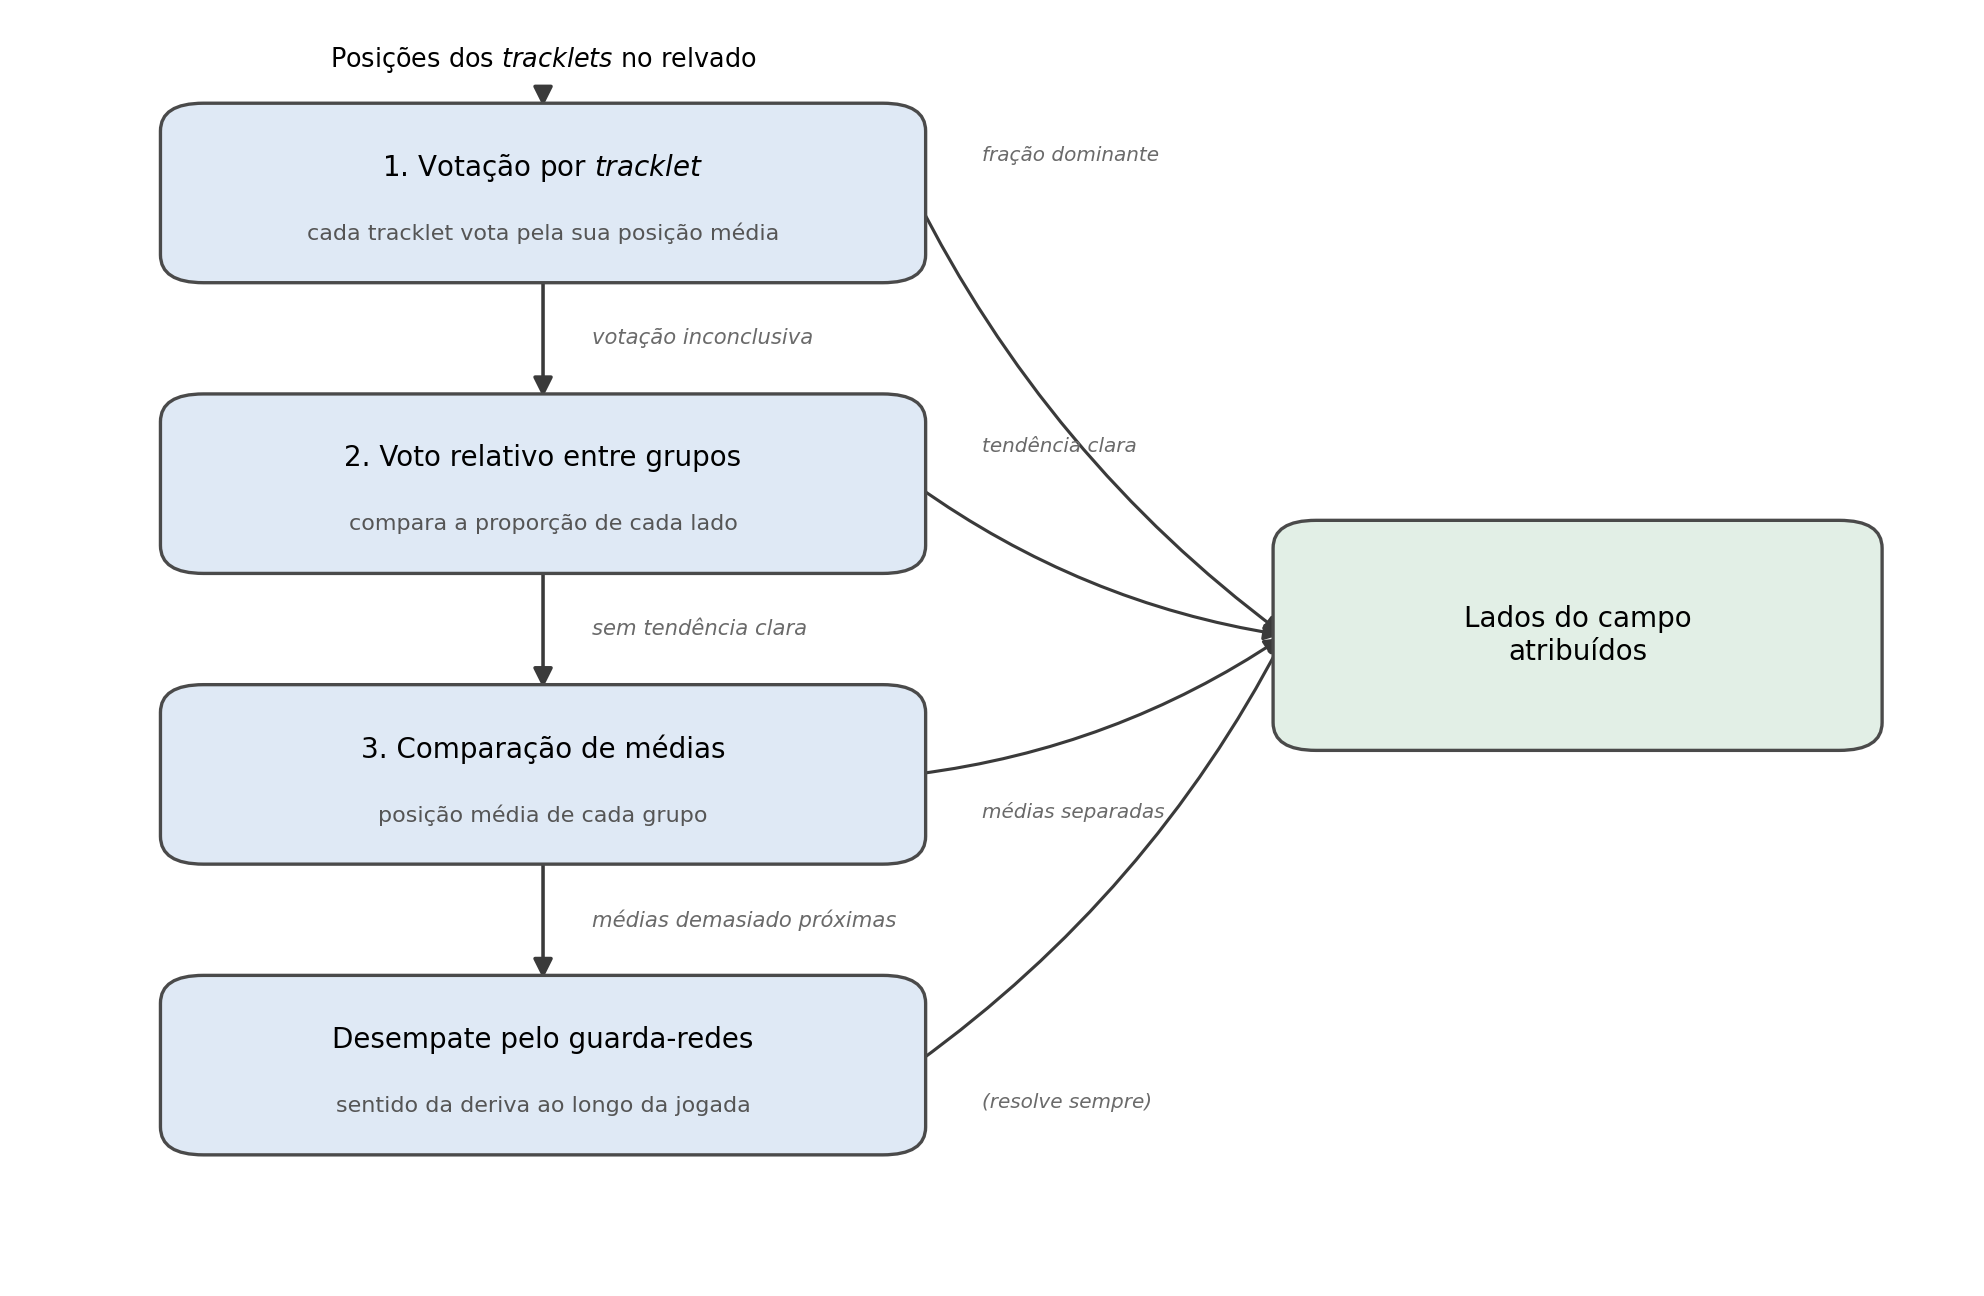 Posições dos tracklets no relvado
1. Votação por tracklet
cada tracklet vota pela sua posição média
fração dominante
votação inconclusiva
2. Voto relativo entre grupos
compara a proporção de cada lado
tendência clara
sem tendência clara
3. Comparação de médias
posição média de cada grupo
médias separadas
médias demasiado próximas
Desempate pelo guarda-redes
sentido da deriva ao longo da jogada
(resolve sempre)
Lados do campo
atribuídos